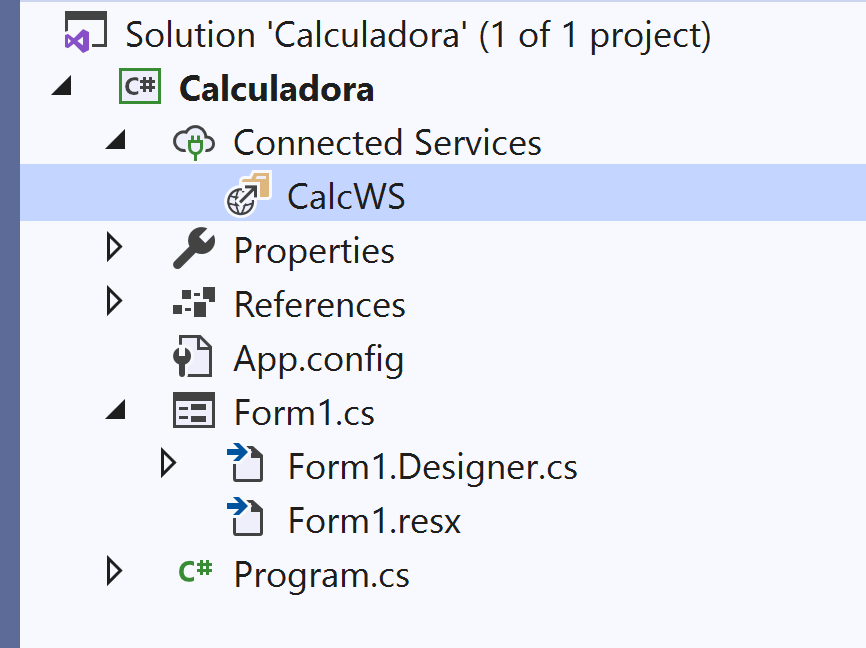 Solution 'Calculadora' (1 of 1 project)
C# Calculadora
Connected Services
CalcWS
Properties
References
App.config
Form1.cs
Form1.Designer.cs
Form1.resx
C# Program.cs